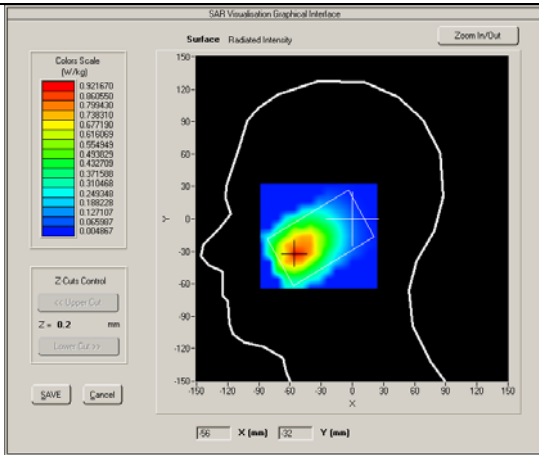 SAR Visualisation Graphical Interface
Surface Radiated Intensity
Zoom In/Out
Colors Scale
(W/kg)
0.921670
0.860550
0.799430
0.738310
0.677190
0.616069
0.554949
0.493829
0.432709
0.371588
0.310468
0.249348
0.188228
0.127107
0.065987
0.004867
Z Cuts Control
<< Upper Cut
Z = 0.2 mm
Lower Cut >>
SAVE
Cancel
150
120
90
60
30
0
-30
-60
-90
-120
-150
Y
-150 -120 -90 -60 -30 0 30 60 90 120 150
X
-56 X (mm) -32 Y (mm)